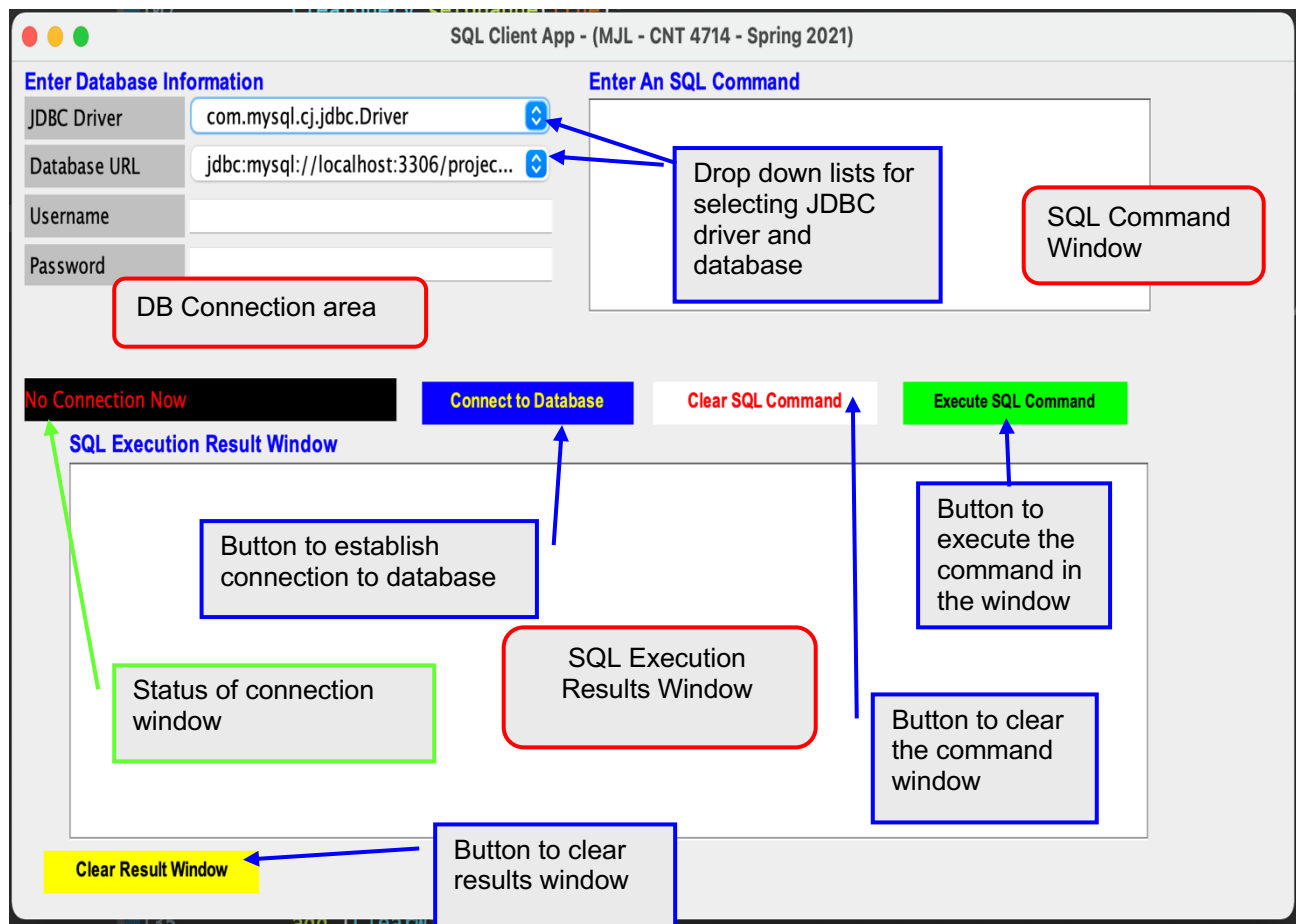 SQL Client App - (MJL - CNT 4714 - Spring 2021)
Enter Database Information
JDBC Driver
com.mysql.cj.jdbc.Driver
Database URL
jdbc:mysql://localhost:3306/projec...
Username
Password
DB Connection area
Enter An SQL Command
Drop down lists for
selecting JDBC
driver and
database
SQL Command
Window
No Connection Now
Connect to Database
Clear SQL Command
Execute SQL Command
SQL Execution Result Window
Button to establish
connection to database
Button to
execute the
command in
the window
Status of connection
window
SQL Execution
Results Window
Button to clear
the command
window
Clear Result Window
Button to clear
results window